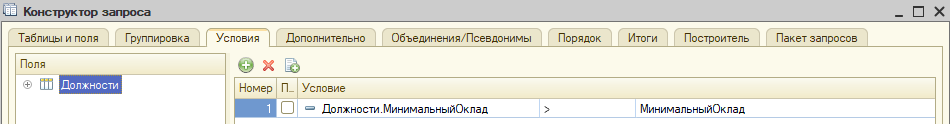 Конструктор запроса
Таблицы и поля Группировка Условия Дополнительно Объединения/Псевдонимы Порядок Итоги Построитель Пакет запросов
Поля
Должности
Номер П... Условие
1 Должности.МинимальныйОклад > МинимальныйОклад